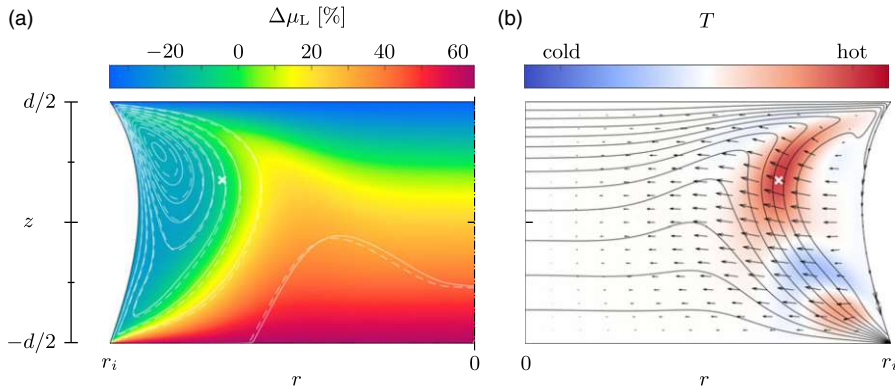 (a)
Δμ_L [%]
−20 0 20 40 60
d/2
z
−d/2
r_i
r
0
(b)
T
cold
hot
0
r
r_i